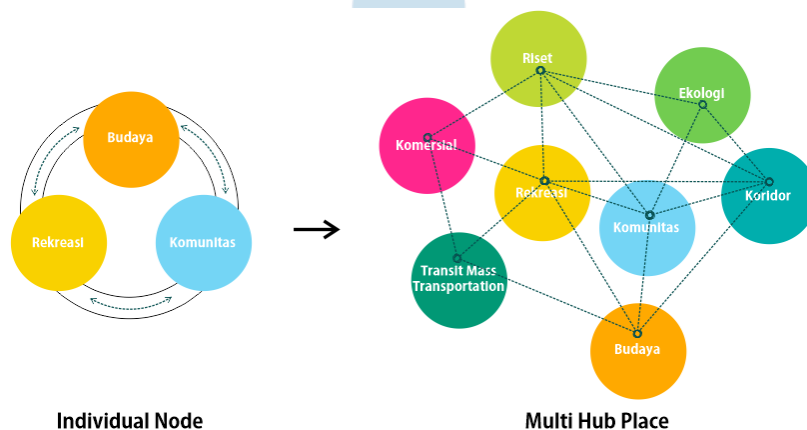 Budaya
Rekreasi
Komunitas
Individual Node
Riset
Ekologi
Komersial
Rekreasi
Komunitas
Koridor
Transit Mass
Transportation
Budaya
Multi Hub Place